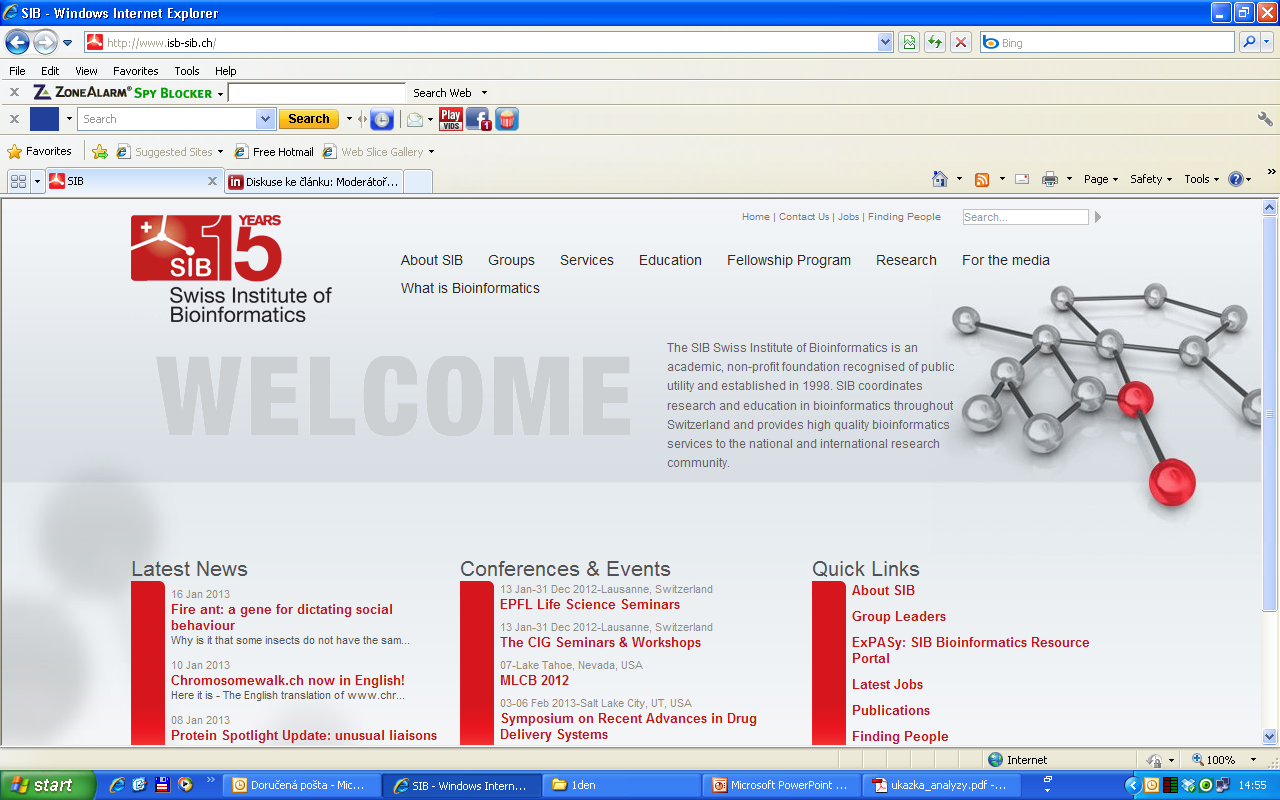 SIB - Windows Internet Explorer
http://www.isb-sib.ch/
Bing
File Edit View Favorites Tools Help
ZONEALARM® SPY BLOCKER Search Web
Search Search Play VIDS f 1
Favorites Suggested Sites Free Hotmail Web Slice Gallery
SIB in Diskuse ke článku: Moderátoř... Page Safety Tools
Home | Contact Us | Jobs | Finding People Search...
SIB 15 YEARS
Swiss Institute of
Bioinformatics
About SIB Groups Services Education Fellowship Program Research For the media
What is Bioinformatics
WELCOME
The SIB Swiss Institute of Bioinformatics is an
academic, non-profit foundation recognised of public
utility and established in 1998. SIB coordinates
research and education in bioinformatics throughout
Switzerland and provides high quality bioinformatics
services to the national and international research
community.
Latest News
16 Jan 2013
Fire ant: a gene for dictating social
behaviour
Why is it that some insects do not have the sam...
10 Jan 2013
Chromosomewalk.ch now in English!
Here it is - The English translation of www.chr...
08 Jan 2013
Protein Spotlight Update: unusual liaisons
Conferences & Events
13 Jan-31 Dec 2012-Lausanne, Switzerland
EPFL Life Science Seminars
13 Jan-31 Dec 2012-Lausanne, Switzerland
The CIG Seminars & Workshops
07-Lake Tahoe, Nevada, USA
MLCB 2012
03-06 Feb 2013-Salt Lake City, UT, USA
Symposium on Recent Advances in Drug
Delivery Systems
Quick Links
About SIB
Group Leaders
ExPASy: SIB Bioinformatics Resource
Portal
Latest Jobs
Publications
Finding People
Internet 100%
start Doručená pošta - Mic... SIB - Windows Intern... 1den Microsoft PowerPoint ... ukazka_analyzy.pdf -... 14:55